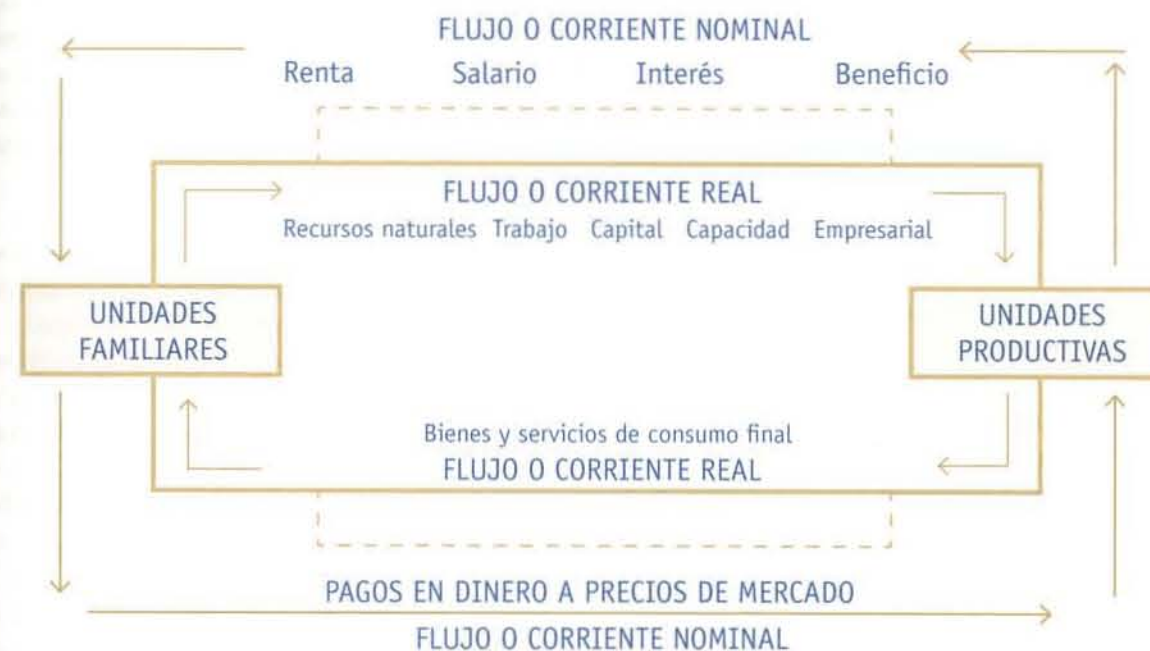 FLUJO O CORRIENTE NOMINAL
Renta Salario Interés Beneficio
FLUJO O CORRIENTE REAL
Recursos naturales Trabajo Capital Capacidad Empresarial
UNIDADES
FAMILIARES
UNIDADES
PRODUCTIVAS
Bienes y servicios de consumo final
FLUJO O CORRIENTE REAL
PAGOS EN DINERO A PRECIOS DE MERCADO
FLUJO O CORRIENTE NOMINAL